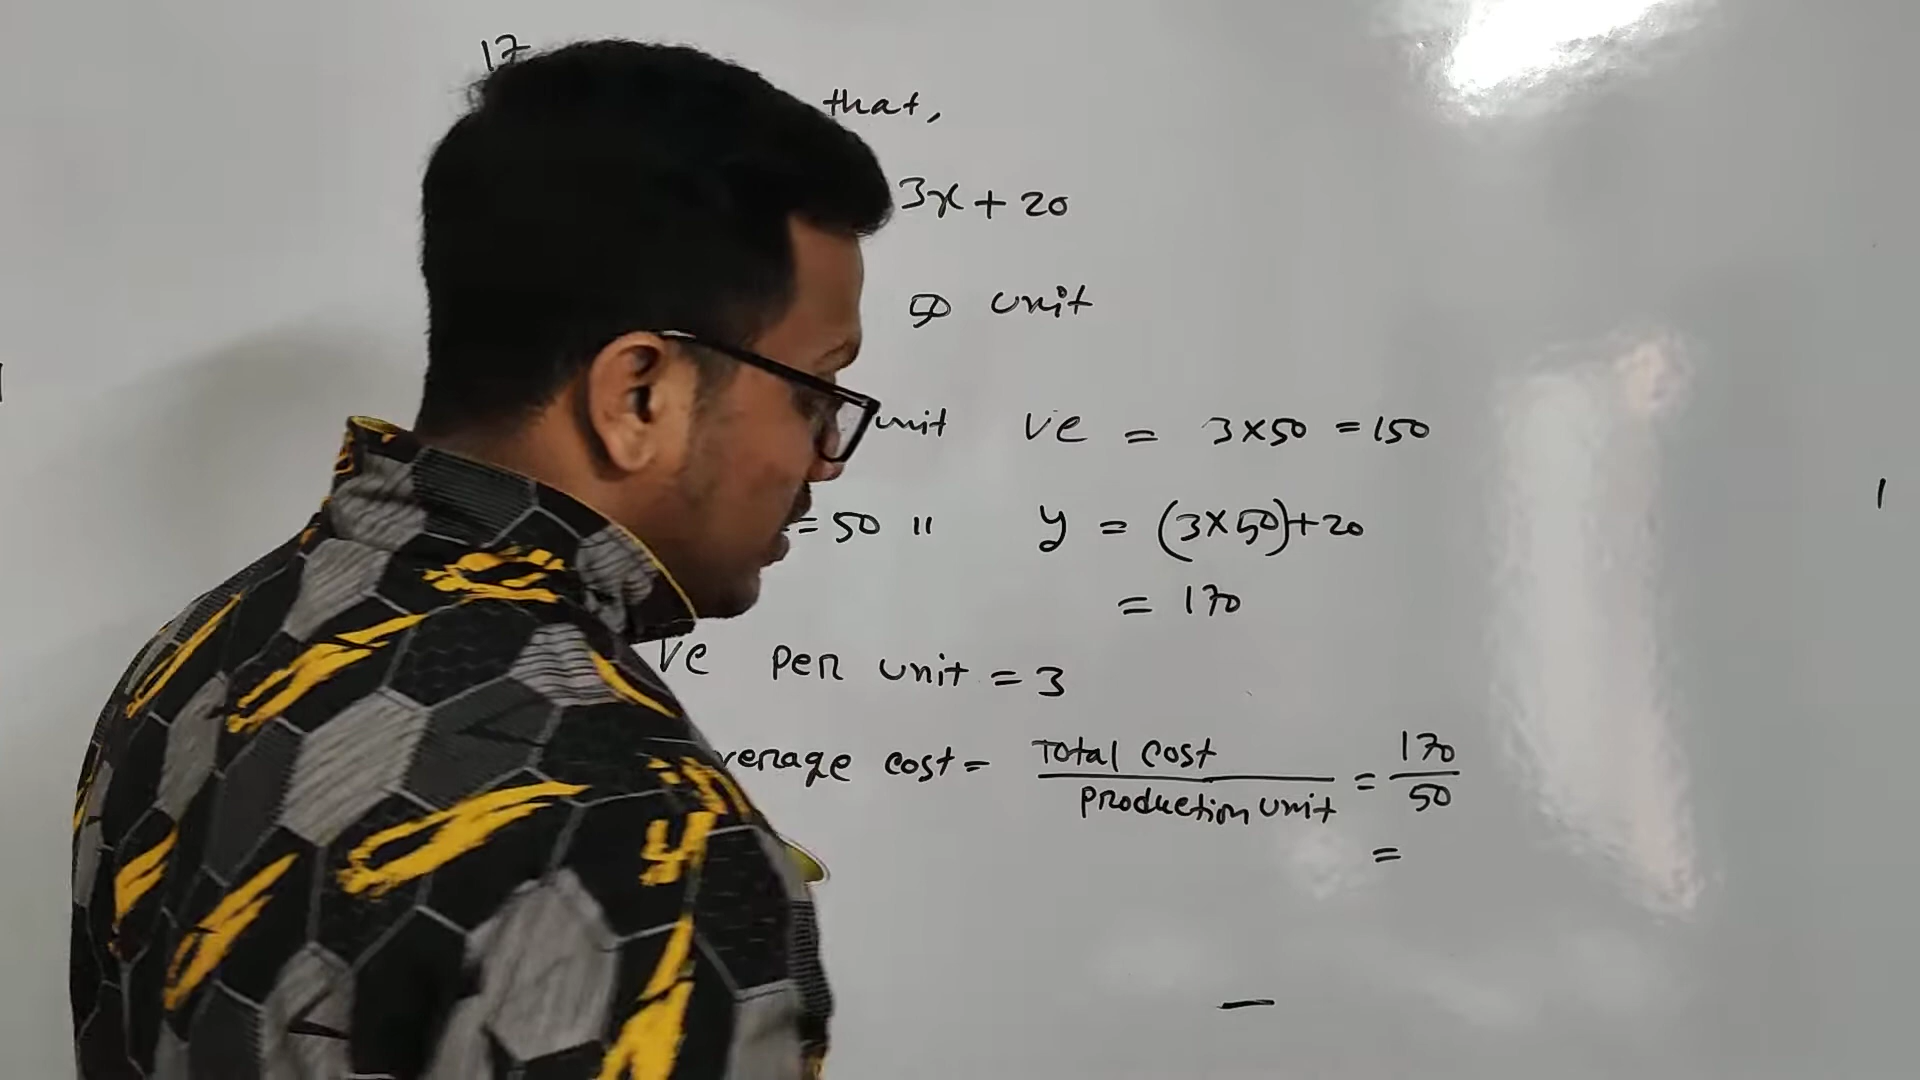 17
that,
3x + 20
50 unit
unit VC = 3×50 = 150
= 50 " y = (3×50)+20
= 170
VC per unit = 3
verage cost = Total cost / Production unit = 170 / 50
=